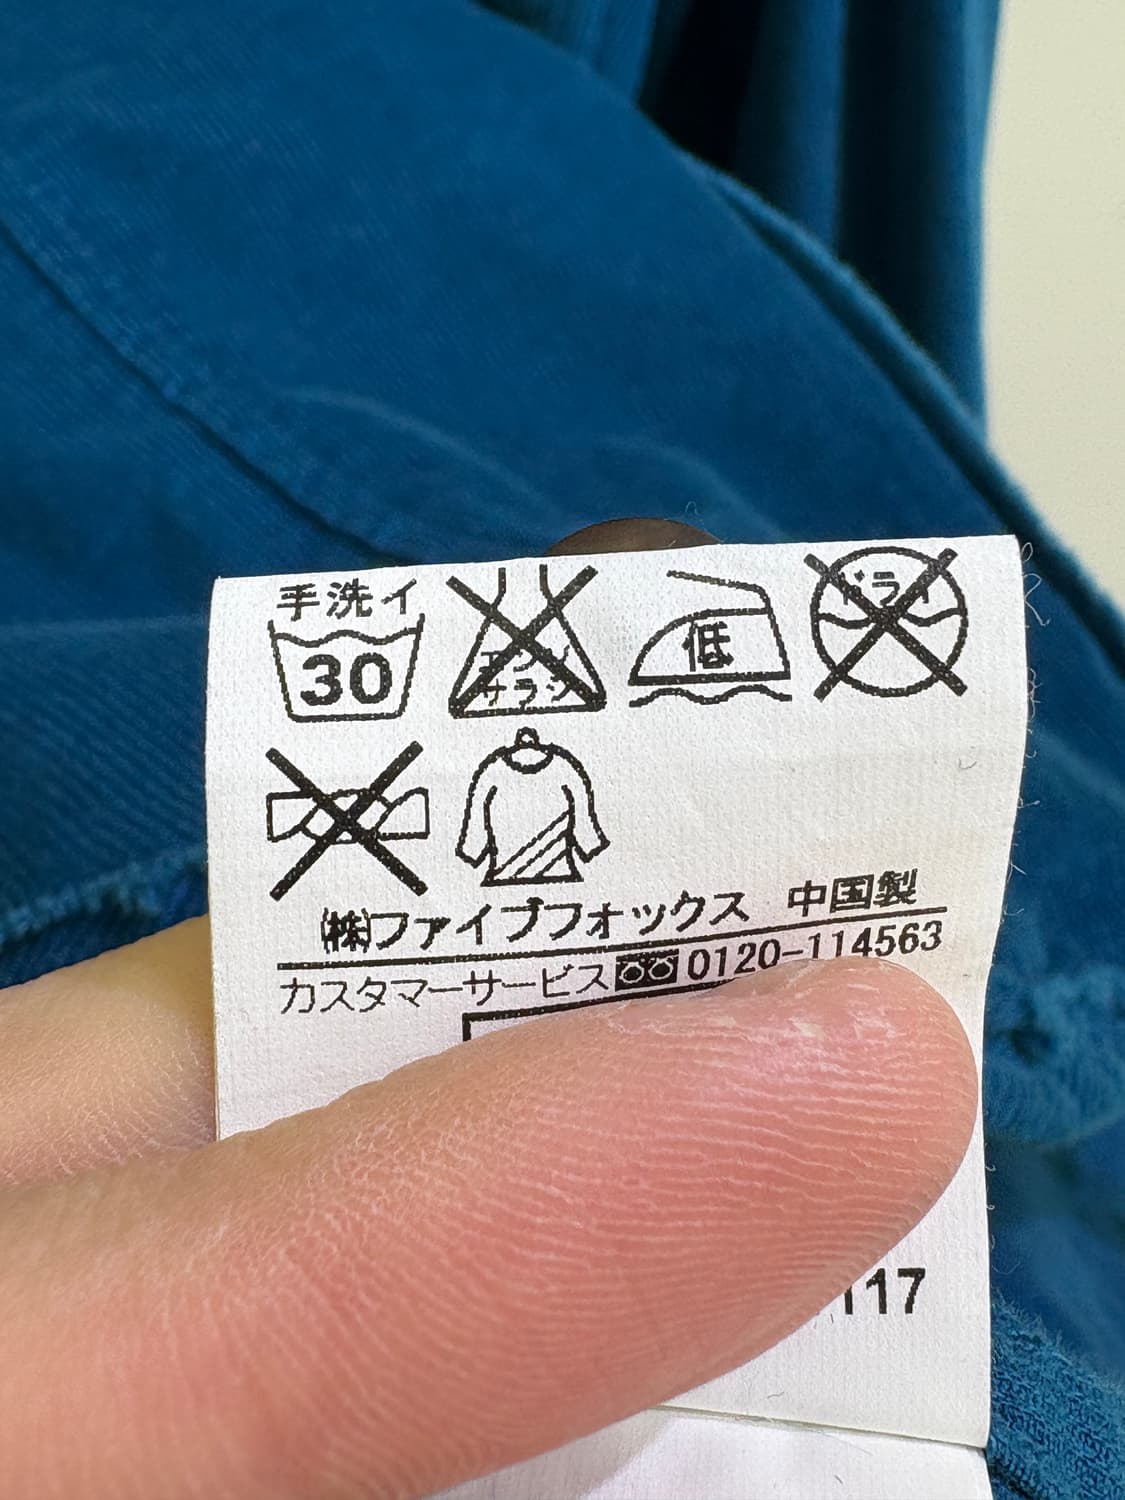 手洗イ
30
エンソ
サラシ
低
ドライ
㈱ファイブフォックス 中国製
カスタマーサービス 0120-114563
117